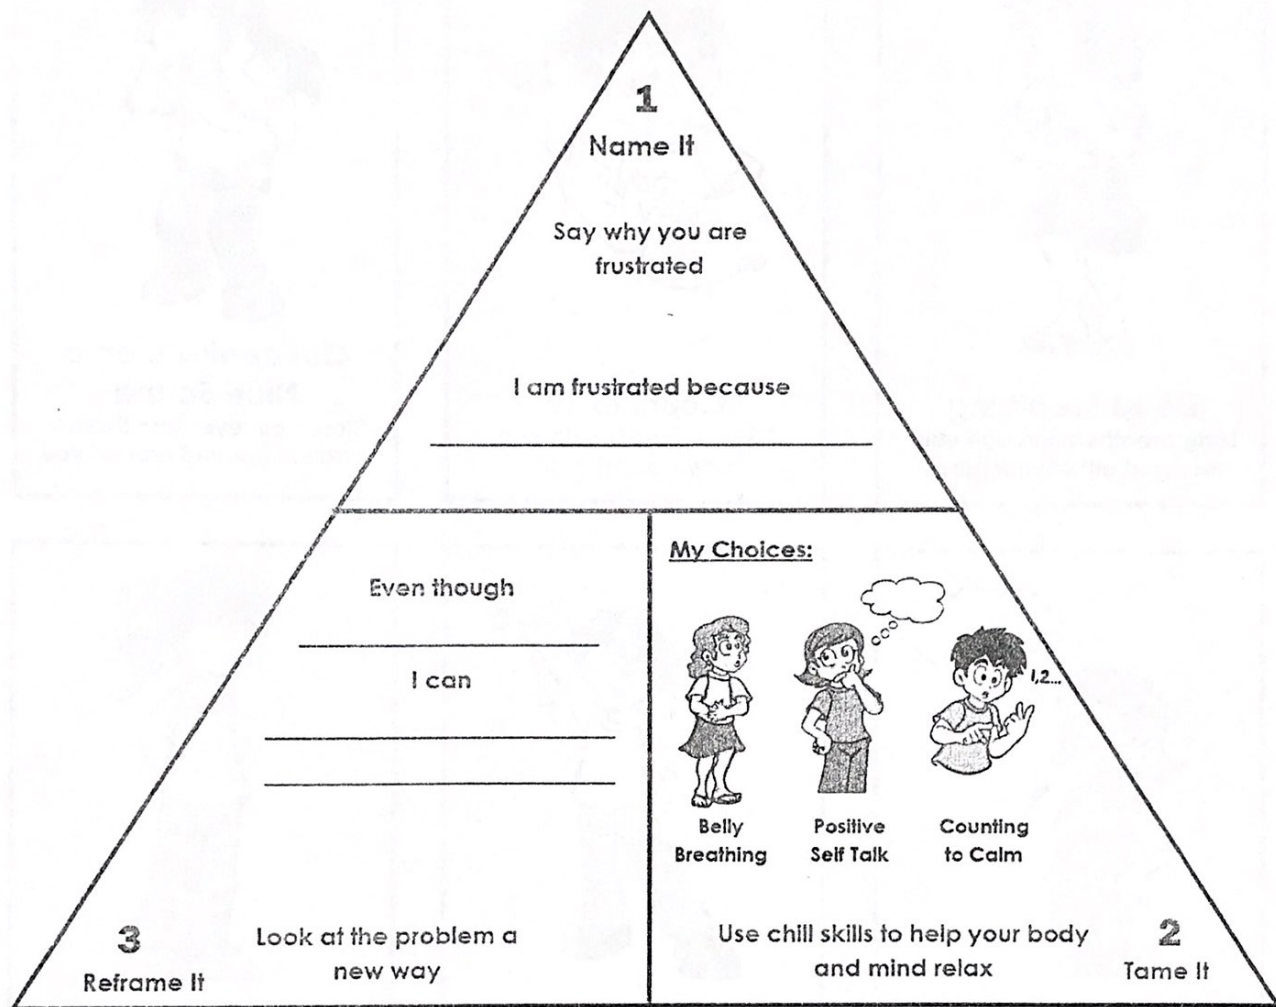 1
Name It
Say why you are
frustrated
I am frustrated because
My Choices:
1,2...
Belly
Breathing
Positive
Self Talk
Counting
to Calm
Use chill skills to help your body
and mind relax
2
Tame It
Even though
I can
Look at the problem a
new way
3
Reframe It